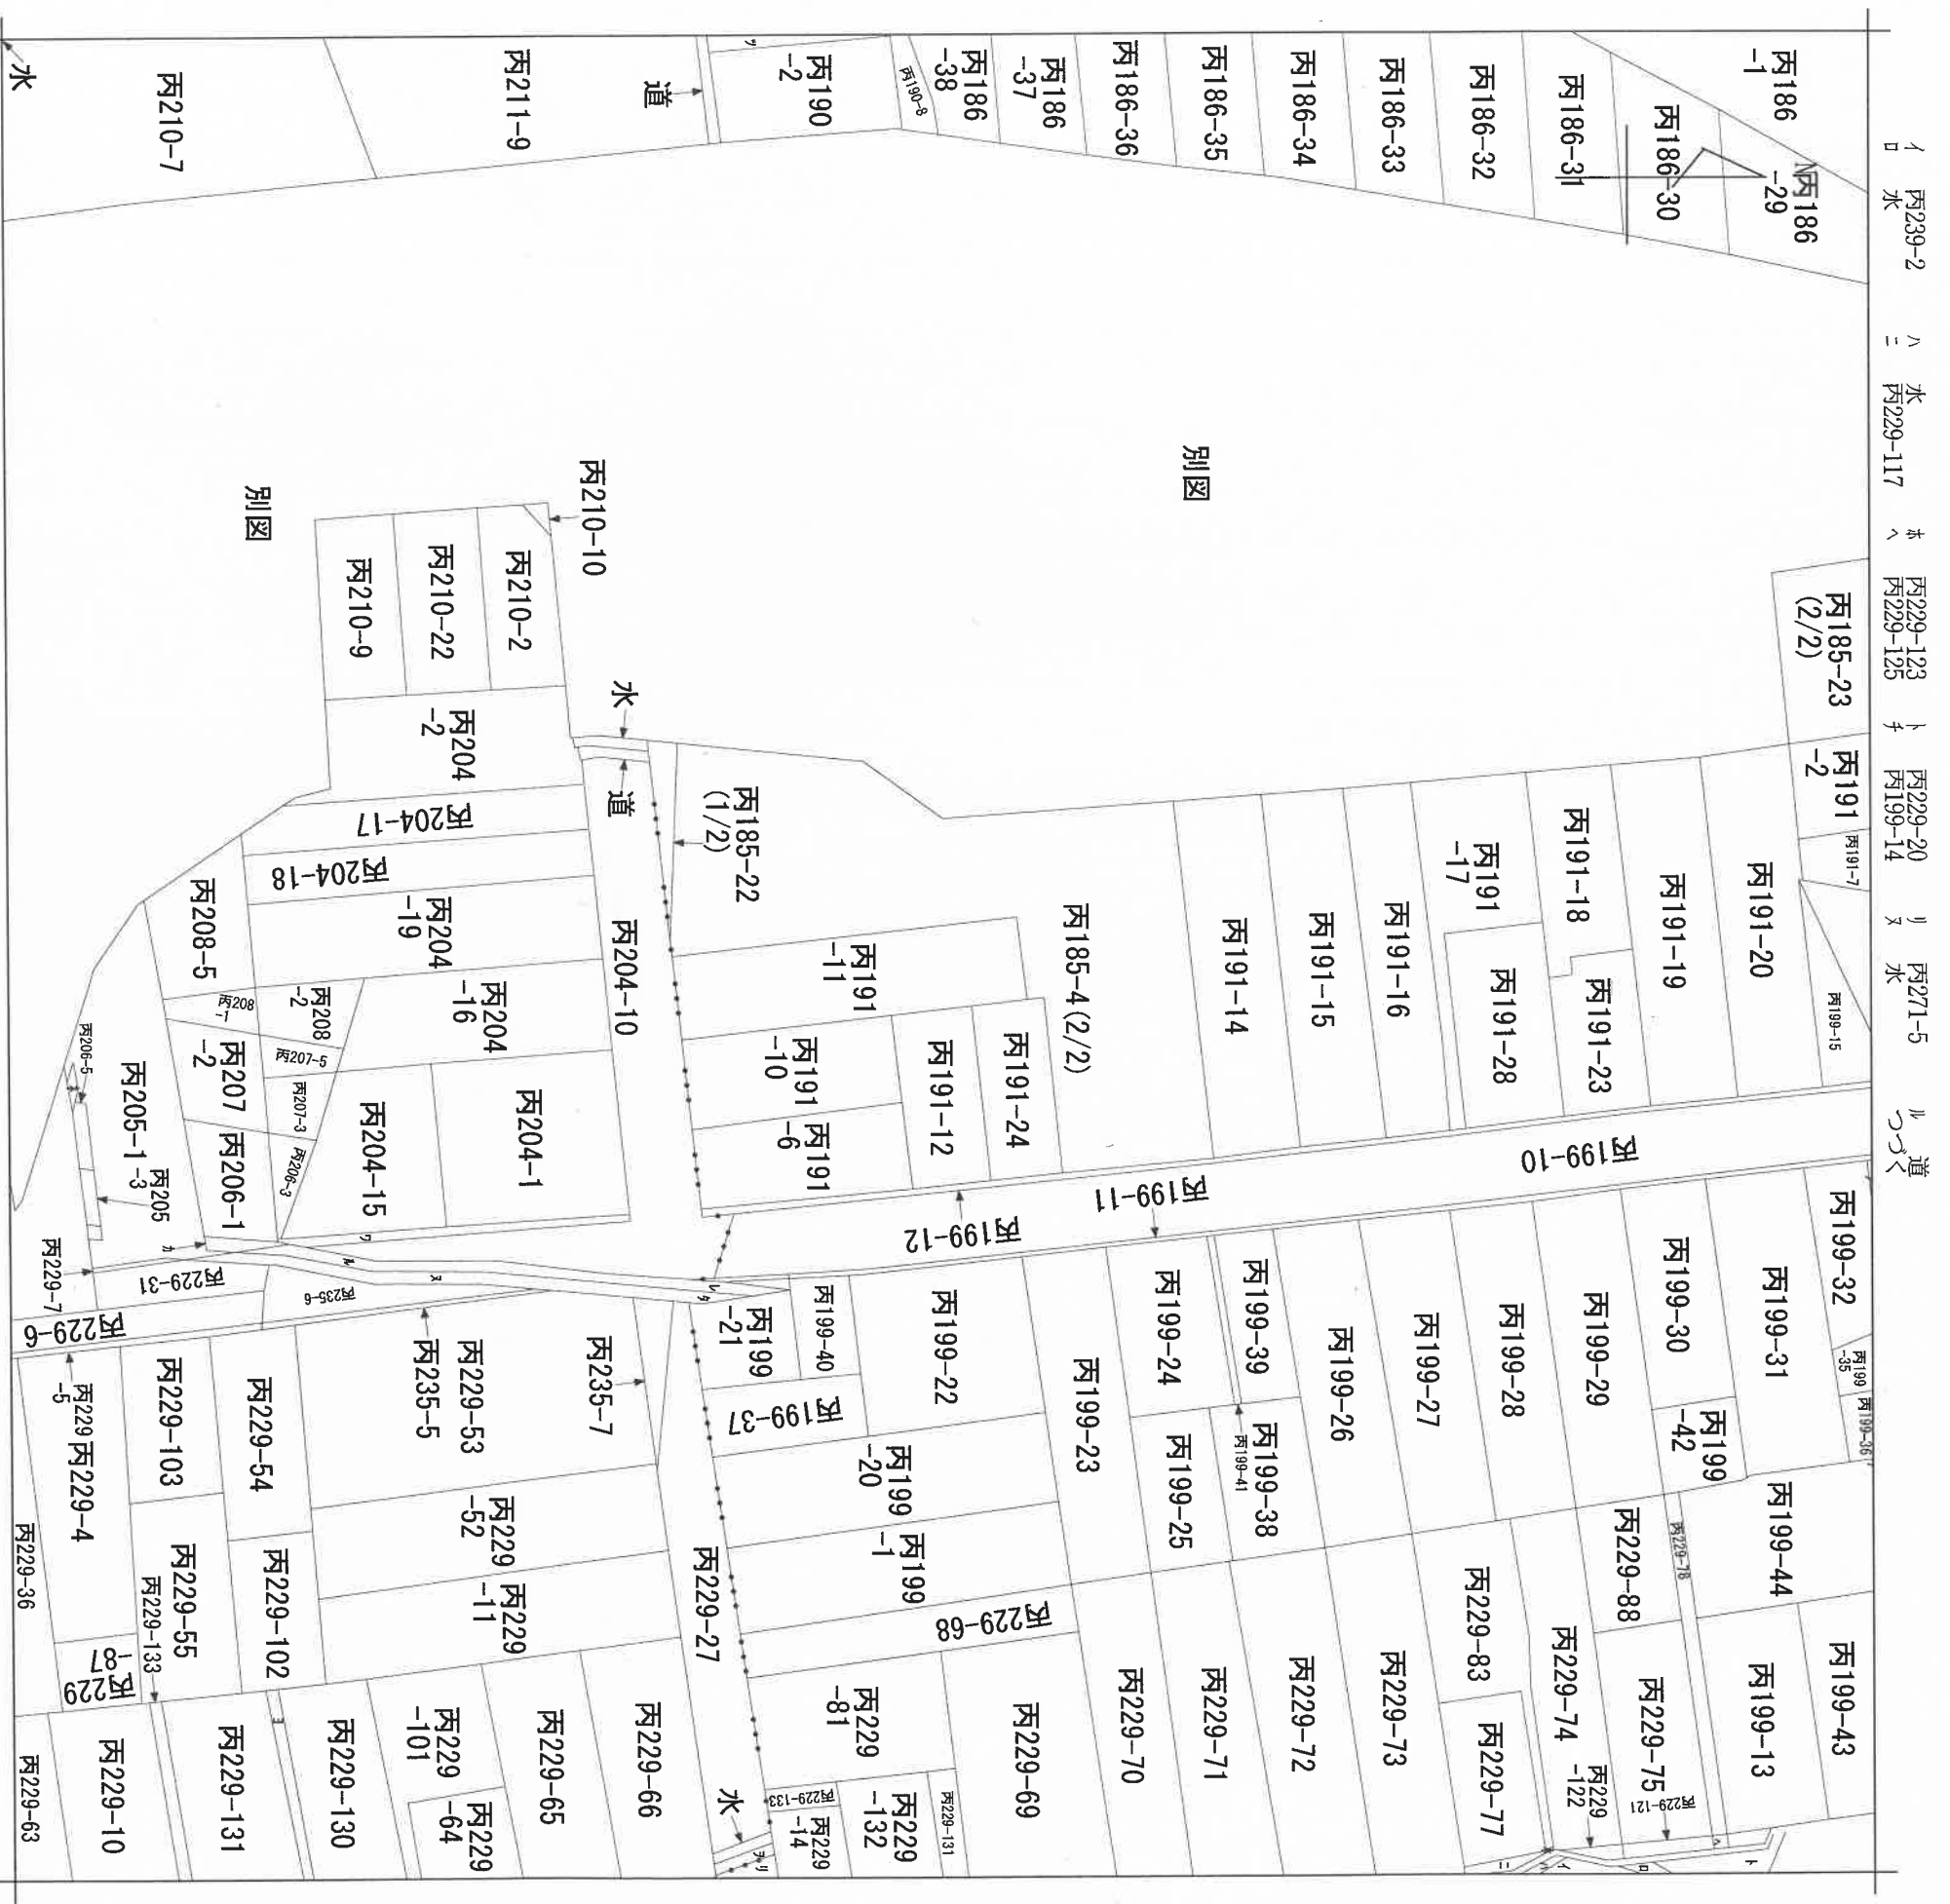 イ 丙239-2
ロ 水
ハ 水
ニ 丙229-117
ホ 丙229-123
ヘ 丙229-125
ト 丙229-20
チ 丙199-14
リ 丙271-5
ヌ 水
ル 道
つづく
丙186
-1
N
丙186
-29
丙186-30
丙186-31
丙186-32
丙186-33
丙186-34
丙186-35
丙186-36
丙186
-37
丙186
-38
丙190-8
丙190
-2
ツ
道
丙211-9
丙210-7
水
別図
別図
丙185-23
(2/2)
丙191
-2
丙191-7
丙199-15
丙191-20
丙191-19
丙191-18
丙191-23
丙191
-17
丙191-28
丙191-16
丙191-15
丙191-14
丙185-4(2/2)
丙191-24
丙191-12
丙191
-11
丙191
-10
丙191
-6
丙185-22
(1/2)
水
道
丙210-10
丙210-2
丙210-22
丙210-9
丙204
-2
丙204-17
丙204-18
丙204
-19
丙204-10
丙204
-16
丙204-1
丙204-15
丙208-5
丙208
-1
丙208
-2
丙207-5
丙207
-2
丙207-3
丙206-1
丙206-3
丙206-5
丙205-1
丙205
-3
丙199-10
丙199-11
丙199-12
丙199-32
丙199
-35
丙199-36
丙199-31
丙199-30
丙199
-42
丙199-29
丙199-28
丙199-27
丙199-26
丙199-39
丙199-38
丙199-41
丙199-24
丙199-25
丙199-23
丙199-22
丙199-40
丙199
-21
丙199-37
丙199
-20
丙199
-1
丙199-44
丙199-43
丙199-13
丙229-78
丙229-88
丙229-75
丙229-121
丙229
-122
丙229-74
丙229-83
丙229-77
丙229-73
丙229-72
丙229-71
丙229-70
丙229-69
丙229-68
丙229
-81
丙229-131
丙229
-132
丙229-133
丙229
-14
水
丙229-27
丙235-7
丙229-53
丙235-5
丙235-6
丙229-31
丙229-7
丙229-6
丙229
-5
丙229-4
丙229-103
丙229-54
丙229
-52
丙229
-11
丙229-102
丙229-55
丙229-133
丙229
-87
丙229-36
丙229-63
丙229-10
丙229-131
丙229-130
丙229
-101
丙229
-64
丙229-65
丙229-66
カ
ワ
ル
ヌ
レ
タ
ヨ
ヲ
リ
ニ
ハ
イ
ロ
ホ
ヘ
ト